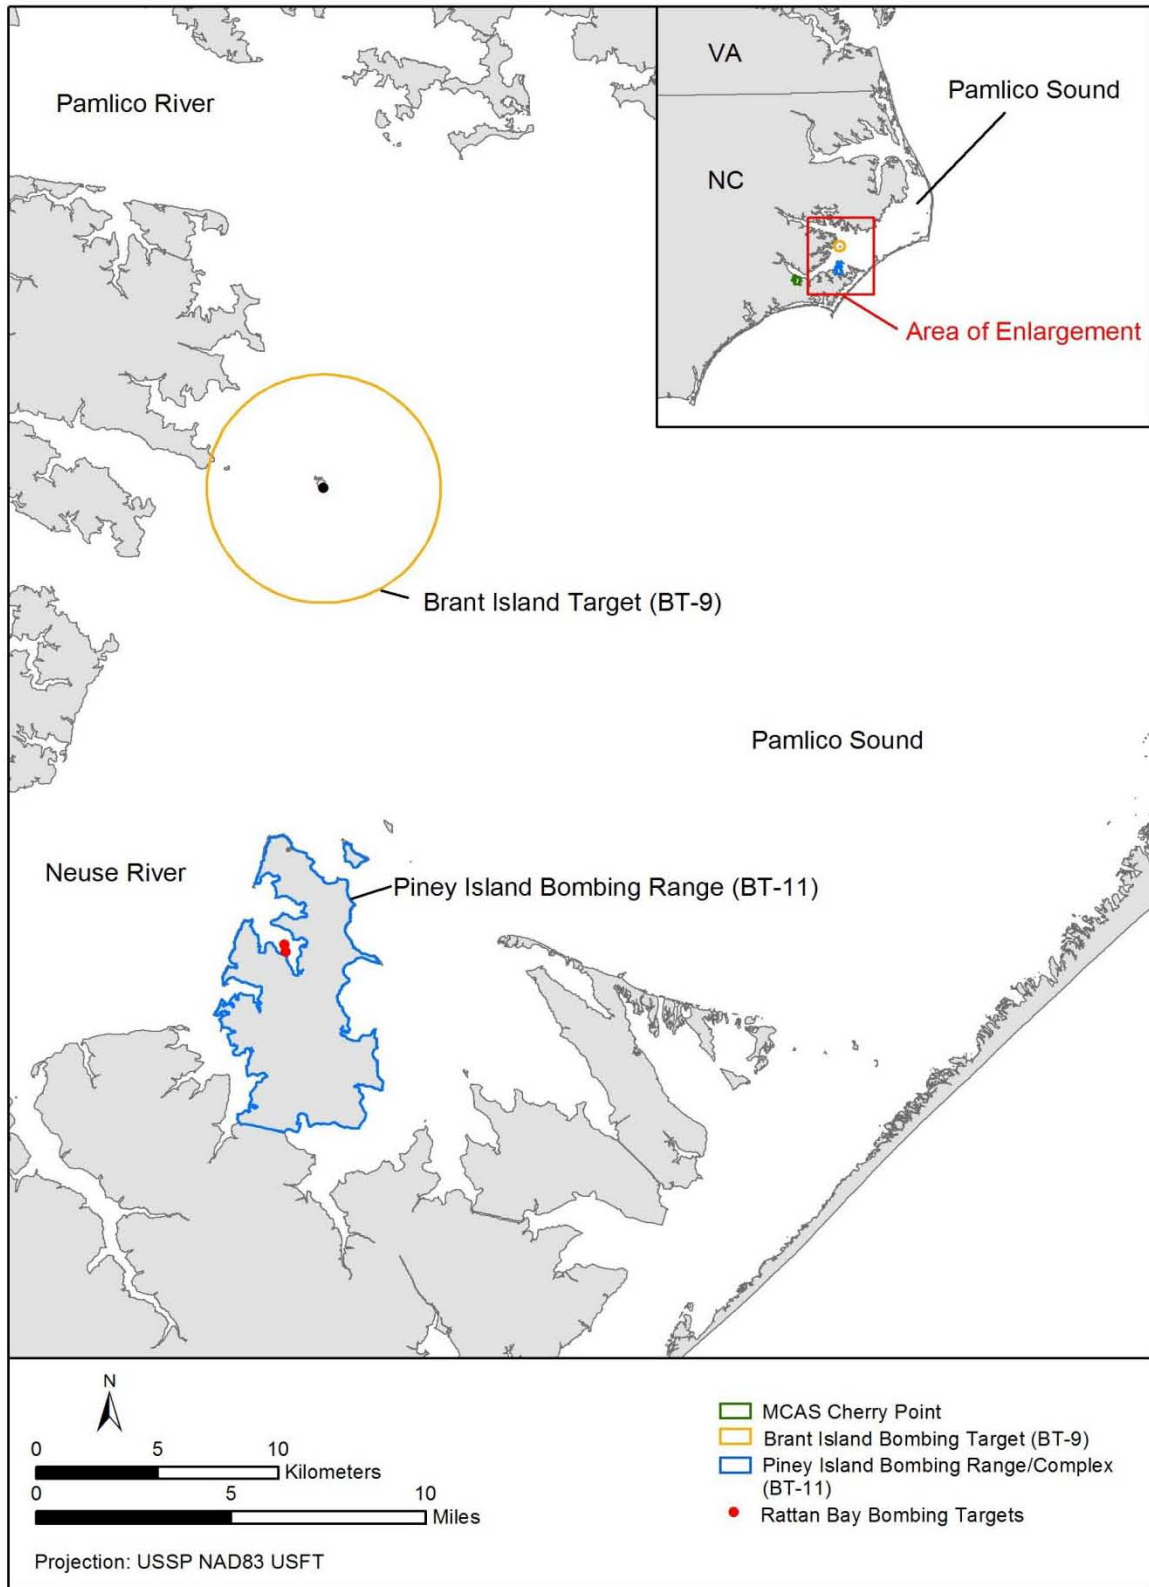 Pamlico River
VA
Pamlico Sound
NC
Area of Enlargement
Brant Island Target (BT-9)
Pamlico Sound
Neuse River
Piney Island Bombing Range (BT-11)
N
0 5 10
Kilometers
0 5 10
Miles
Projection: USSP NAD83 USFT
MCAS Cherry Point
Brant Island Bombing Target (BT-9)
Piney Island Bombing Range/Complex
(BT-11)
Rattan Bay Bombing Targets